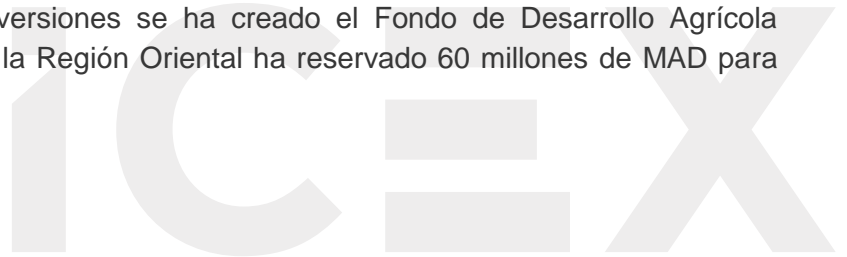 versiones se ha creado el Fondo de Desarrollo Agrícola
la Región Oriental ha reservado 60 millones de MAD para
ICEX